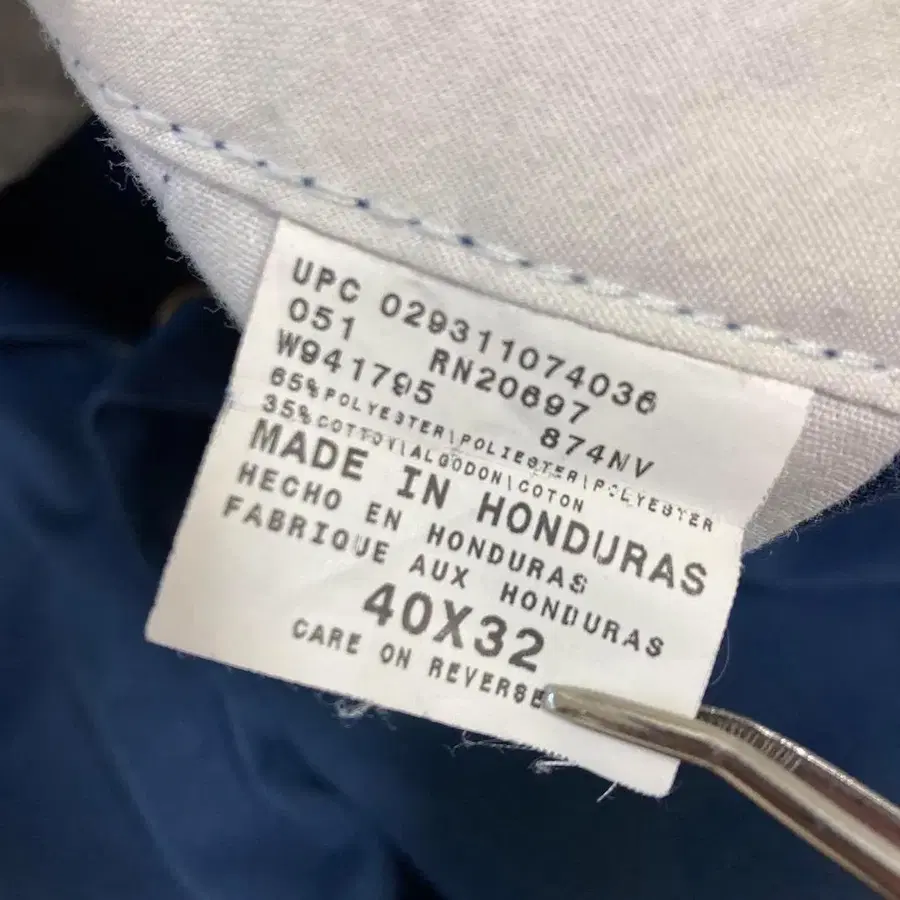 UPC 029311074036
051 RN20697
W941795 874NV
65%POLYESTER\POLIESTER\POLYESTER
35%COTTON\ALGODON\COTON
MADE IN HONDURAS
HECHO EN HONDURAS
FABRIQUE AUX HONDURAS
40X32
CARE ON REVERSE